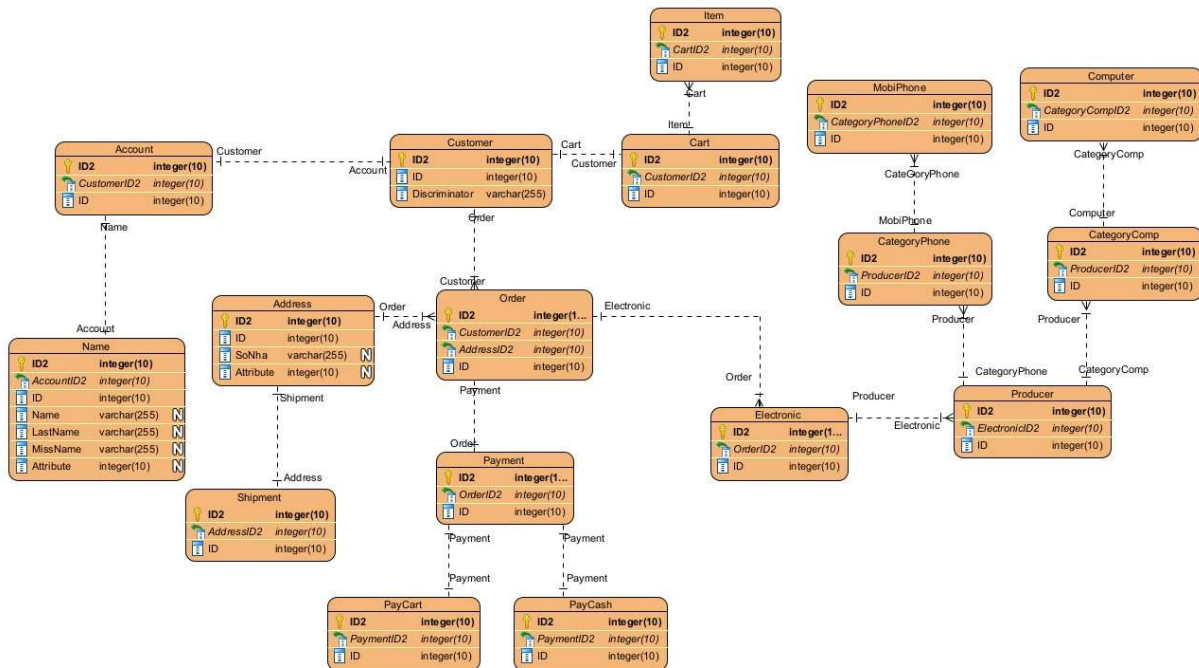 Item
ID2 integer(10)
CartID2 integer(10)
ID integer(10)
Cart
Item
MobiPhone
ID2 integer(10)
CategoryPhoneID2 integer(10)
ID integer(10)
CateGoryPhone
MobiPhone
Computer
ID2 integer(10)
CategoryCompID2 integer(10)
ID integer(10)
CategoryComp
Computer
Account
ID2 integer(10)
CustomerID2 integer(10)
ID integer(10)
Customer
Account
Name
Account
Customer
ID2 integer(10)
ID integer(10)
Discriminator varchar(255)
Cart
Customer
Order
Customer
Cart
ID2 integer(10)
CustomerID2 integer(10)
ID integer(10)
CategoryPhone
ID2 integer(10)
ProducerID2 integer(10)
ID integer(10)
Producer
CategoryPhone
CategoryComp
ID2 integer(10)
ProducerID2 integer(10)
ID integer(10)
Producer
CategoryComp
Address
ID2 integer(10)
ID integer(10)
SoNha varchar(255) N
Attribute integer(10) N
Order
Address
Shipment
Address
Order
ID2 integer(1...
CustomerID2 integer(10)
AddressID2 integer(10)
ID integer(10)
Electronic
Order
Payment
Order
Name
ID2 integer(10)
AccountID2 integer(10)
ID integer(10)
Name varchar(255) N
LastName varchar(255) N
MissName varchar(255) N
Attribute integer(10) N
Electronic
ID2 integer(1...
OrderID2 integer(10)
ID integer(10)
Producer
Electronic
Producer
ID2 integer(10)
ElectronicID2 integer(10)
ID integer(10)
Payment
ID2 integer(1...
OrderID2 integer(10)
ID integer(10)
Payment
Payment
Payment
Payment
Shipment
ID2 integer(10)
AddressID2 integer(10)
ID integer(10)
PayCart
ID2 integer(10)
PaymentID2 integer(10)
ID integer(10)
PayCash
ID2 integer(10)
PaymentID2 integer(10)
ID integer(10)